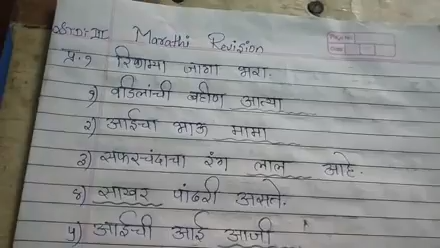 STD: III Marathi Revision
प्र.१ रिकाम्या जागा भरा.
१) वडिलांची बहीण आत्या
२) आईचा भाऊ मामा
३) सफरचंदाचा रंग लाल आहे.
४) साखर पांढरी असते.
५) आईची आई आजी